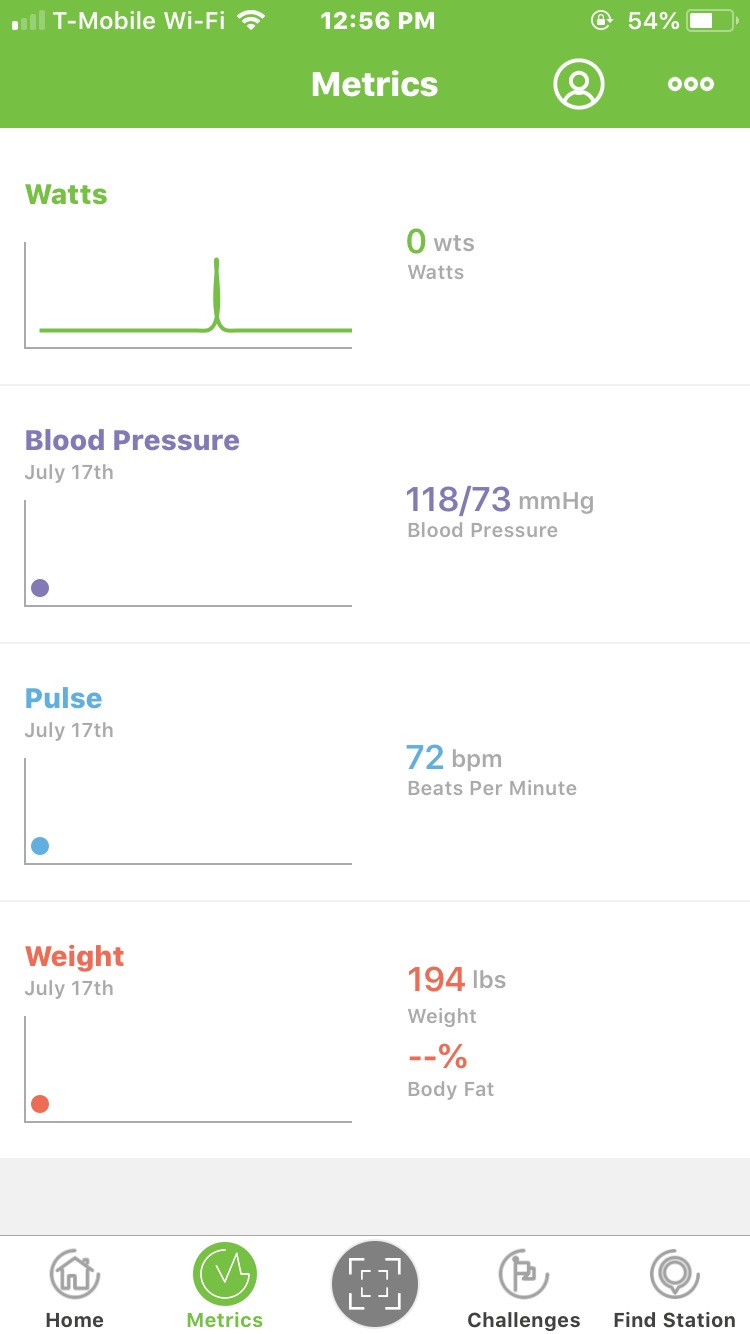 T-Mobile Wi-Fi 12:56 PM 54%
Metrics
Watts
0 wts
Watts
Blood Pressure
July 17th
118/73 mmHg
Blood Pressure
Pulse
July 17th
72 bpm
Beats Per Minute
Weight
July 17th
194 lbs
Weight
--%
Body Fat
Home Metrics Challenges Find Station